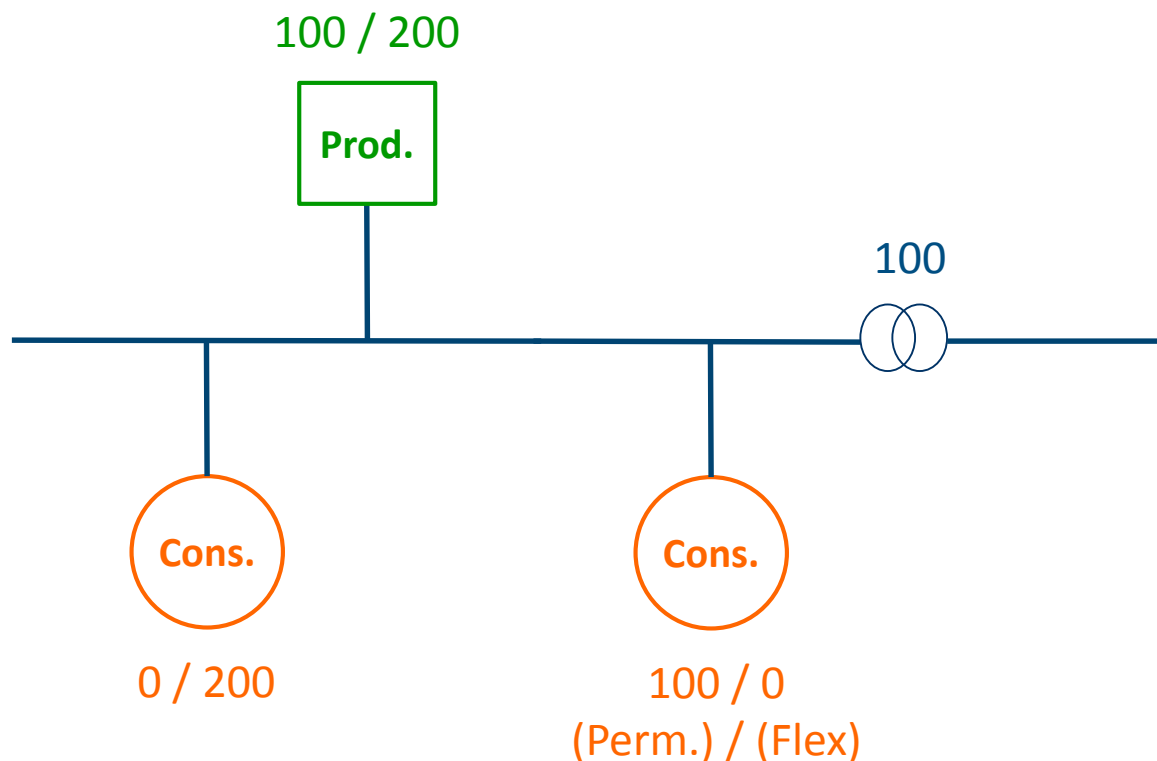 100 / 200
Prod.
100
Cons.
Cons.
0 / 200
100 / 0
(Perm.) / (Flex)